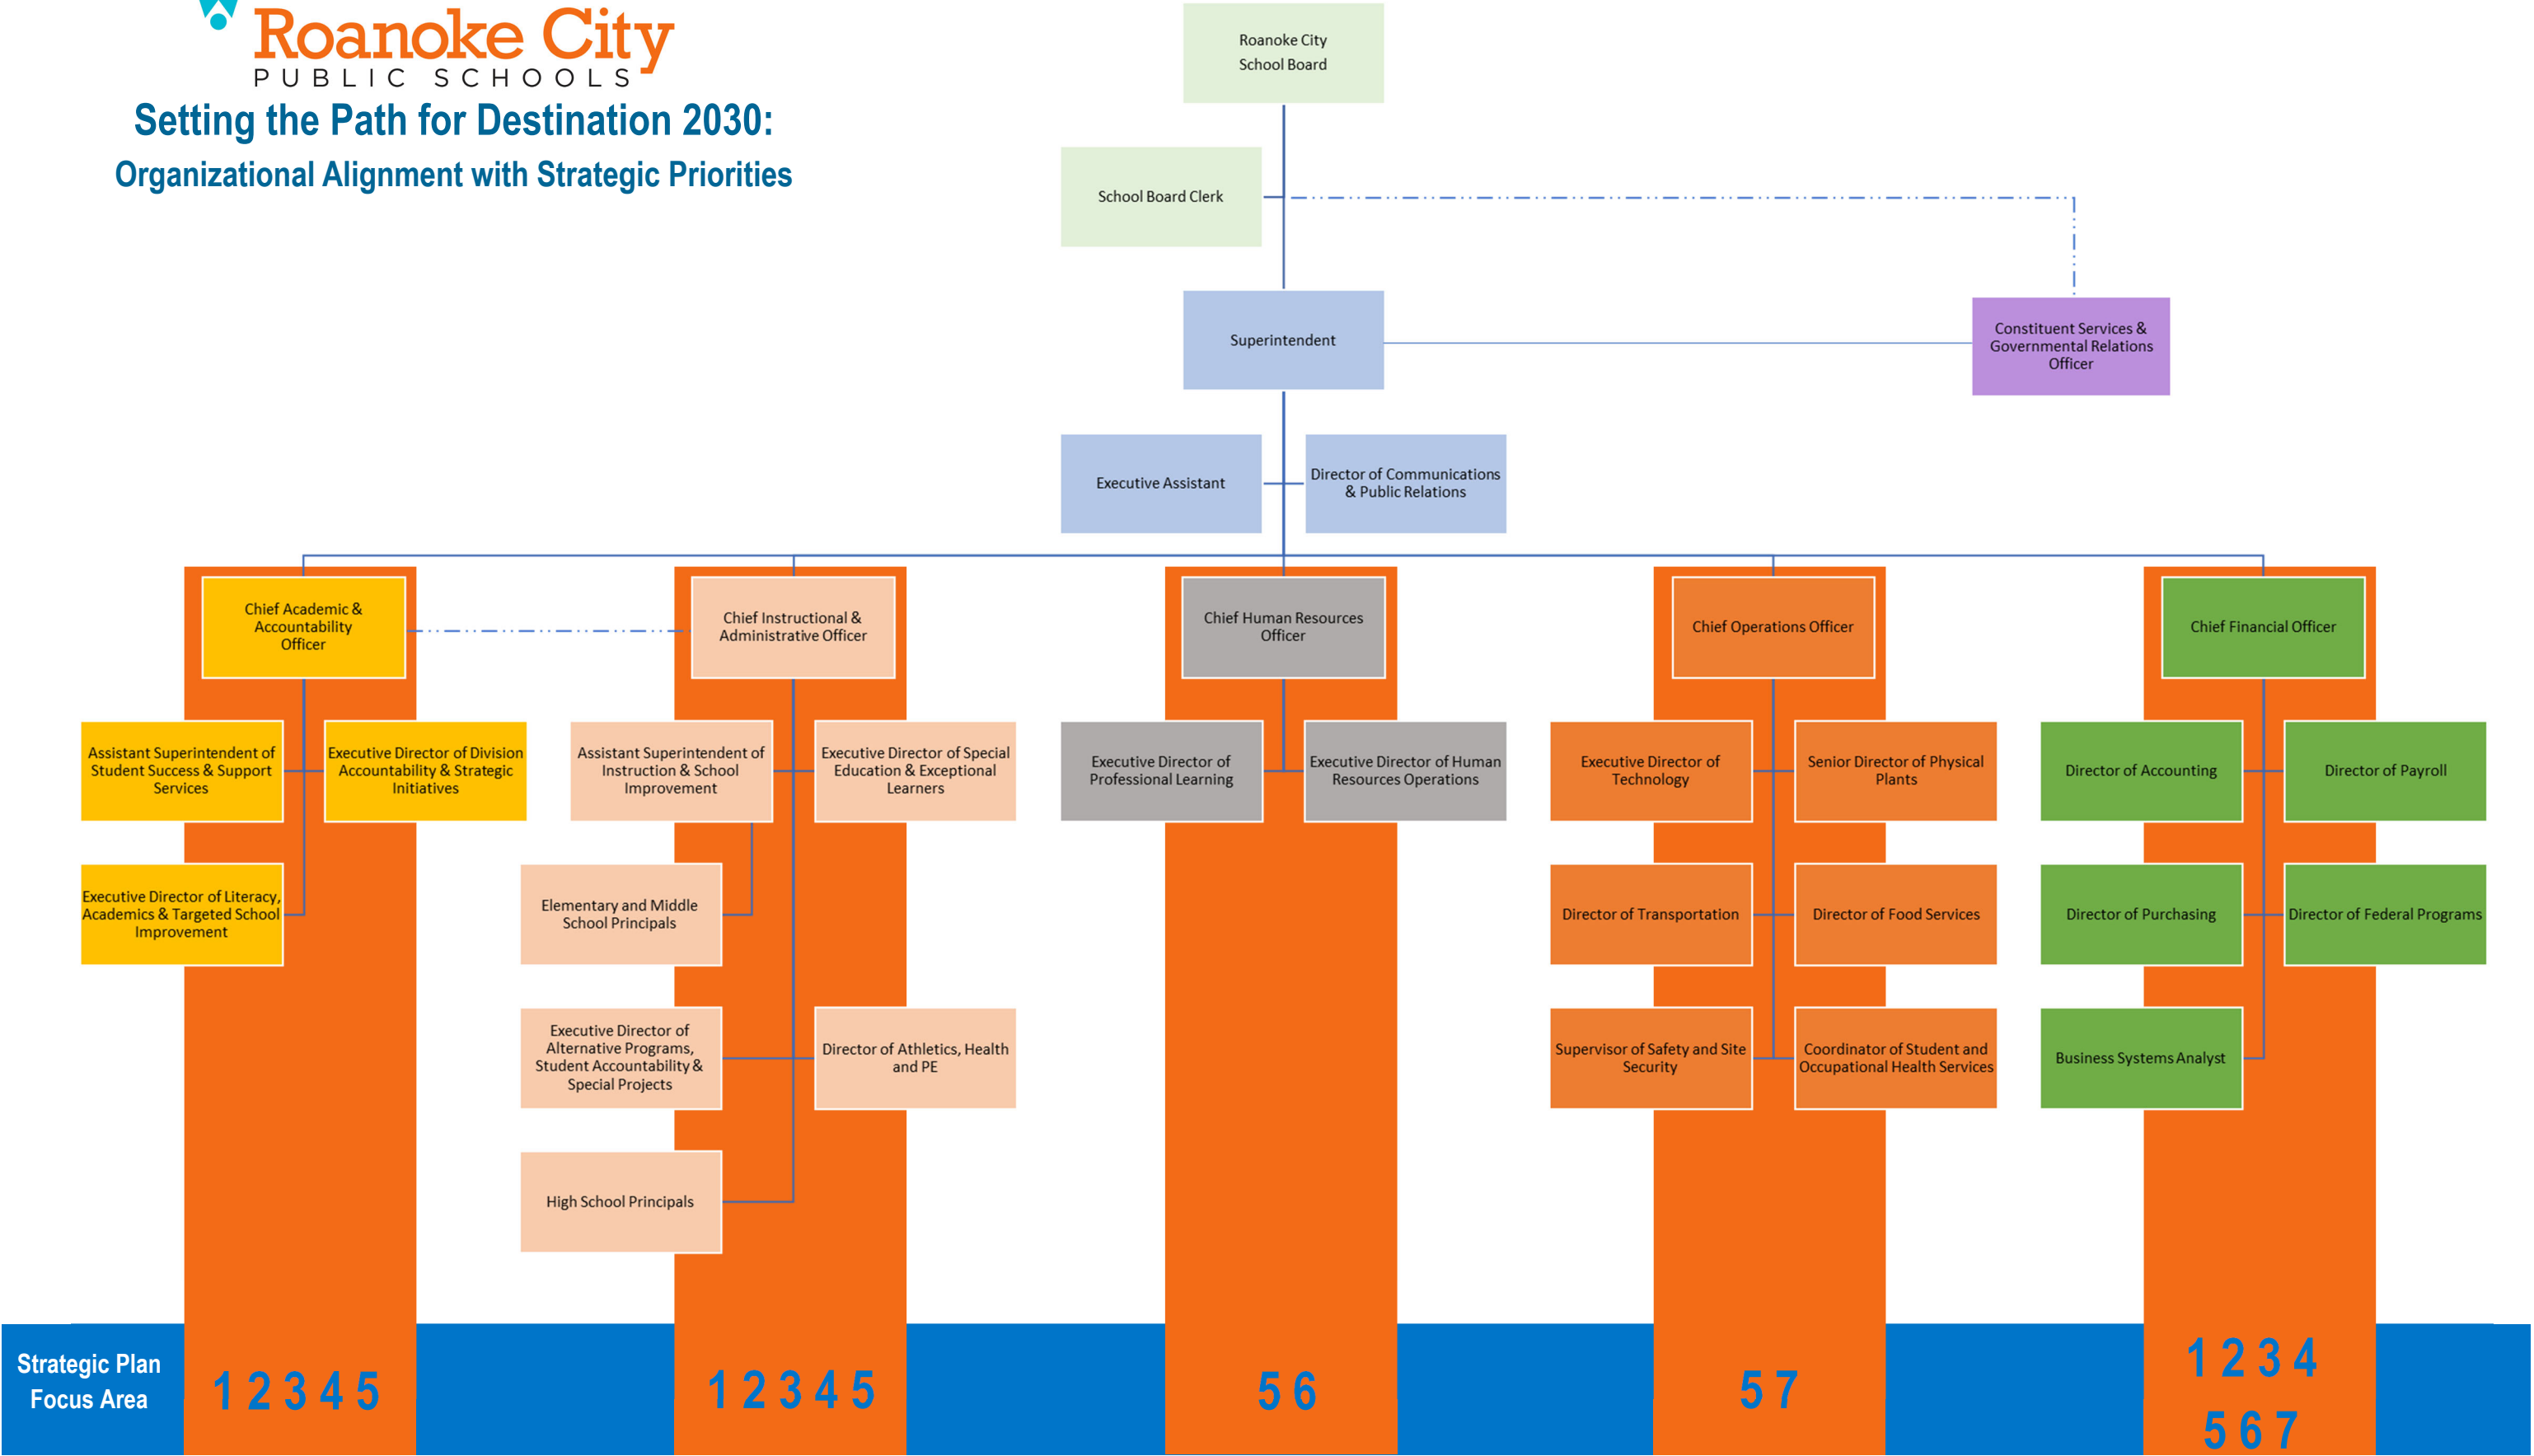 Roanoke City
PUBLIC SCHOOLS
Setting the Path for Destination 2030:
Organizational Alignment with Strategic Priorities
Roanoke City
School Board
School Board Clerk
Superintendent
Constituent Services &
Governmental Relations
Officer
Executive Assistant
Director of Communications
& Public Relations
Chief Academic &
Accountability
Officer
Chief Instructional &
Administrative Officer
Chief Human Resources
Officer
Chief Operations Officer
Chief Financial Officer
Assistant Superintendent of
Student Success & Support
Services
Executive Director of Division
Accountability & Strategic
Initiatives
Assistant Superintendent of
Instruction & School
Improvement
Executive Director of Special
Education & Exceptional
Learners
Executive Director of
Professional Learning
Executive Director of Human
Resources Operations
Executive Director of
Technology
Senior Director of Physical
Plants
Director of Accounting
Director of Payroll
Executive Director of Literacy,
Academics & Targeted School
Improvement
Elementary and Middle
School Principals
Director of Transportation
Director of Food Services
Director of Purchasing
Director of Federal Programs
Executive Director of
Alternative Programs,
Student Accountability &
Special Projects
Director of Athletics, Health
and PE
Supervisor of Safety and Site
Security
Coordinator of Student and
Occupational Health Services
Business Systems Analyst
High School Principals
Strategic Plan
Focus Area
1 2 3 4 5
1 2 3 4 5
5 6
5 7
1 2 3 4
5 6 7